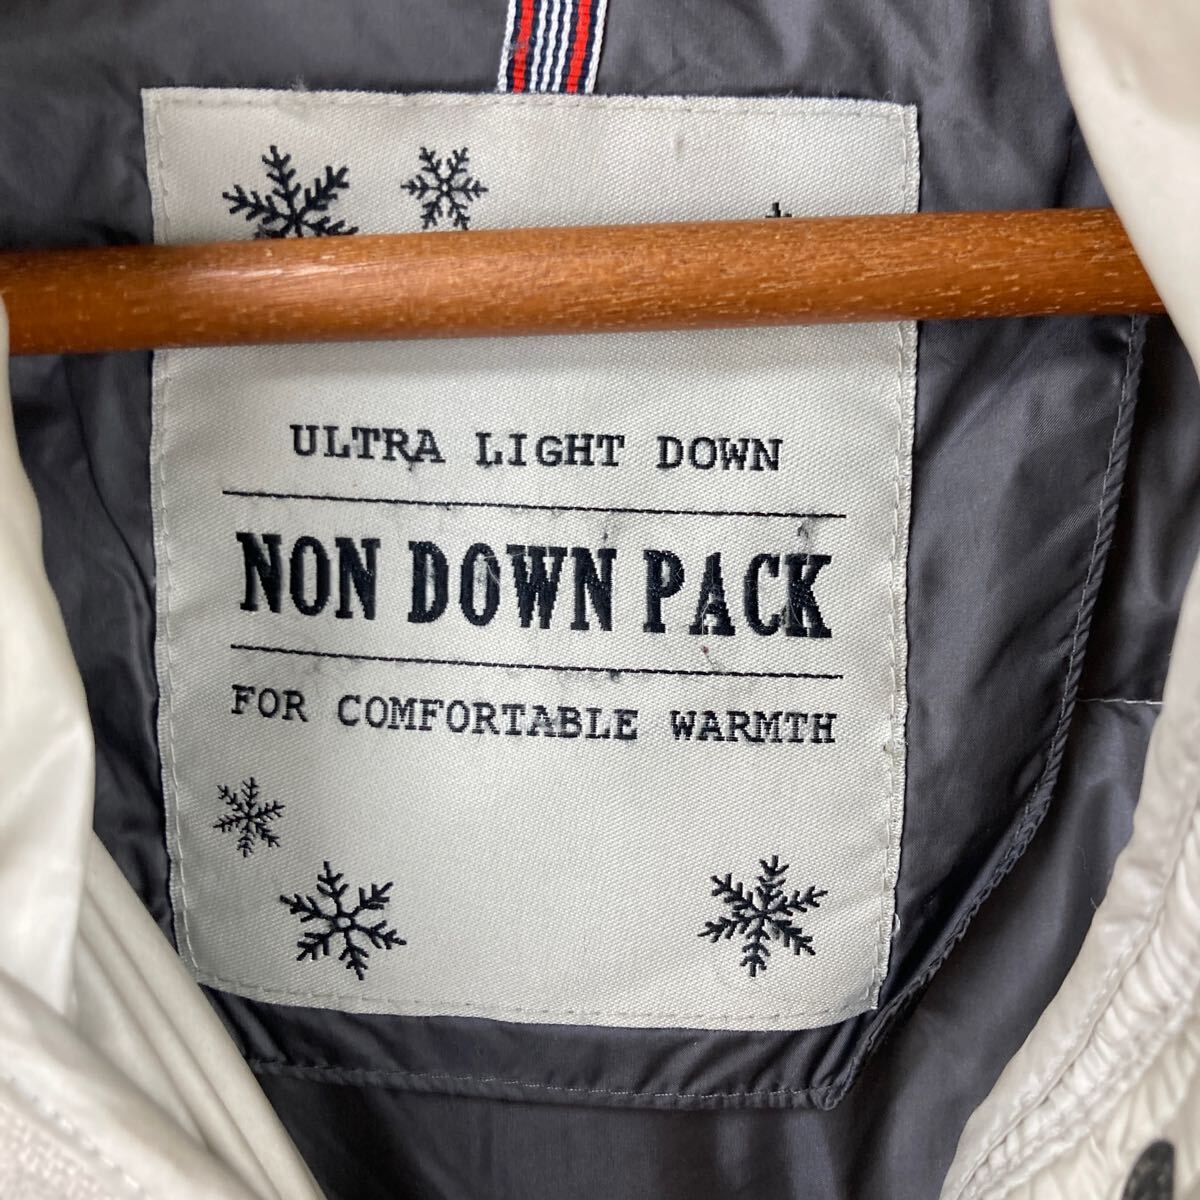 ULTRA LIGHT DOWN
NON DOWN PACK
FOR COMFORTABLE WARMTH